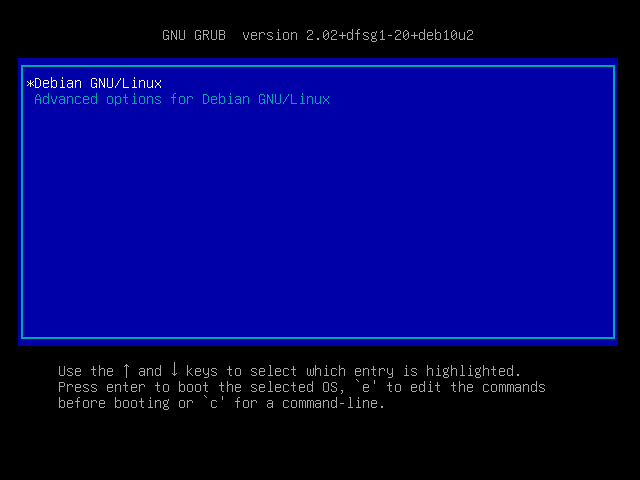 GNU GRUB  version 2.02+dfsg1-20+deb10u2
*Debian GNU/Linux
Advanced options for Debian GNU/Linux
Use the ↑ and ↓ keys to select which entry is highlighted.
Press enter to boot the selected OS, `e' to edit the commands
before booting or `c' for a command-line.